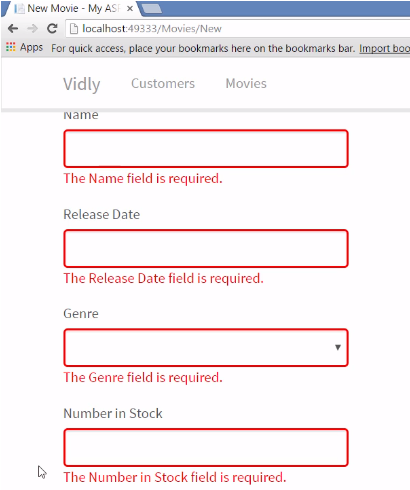 New Movie - My ASP
localhost:49333/Movies/New
Apps For quick access, place your bookmarks here on the bookmarks bar. Import boo
Vidly Customers Movies
Name
The Name field is required.
Release Date
The Release Date field is required.
Genre
The Genre field is required.
Number in Stock
The Number in Stock field is required.